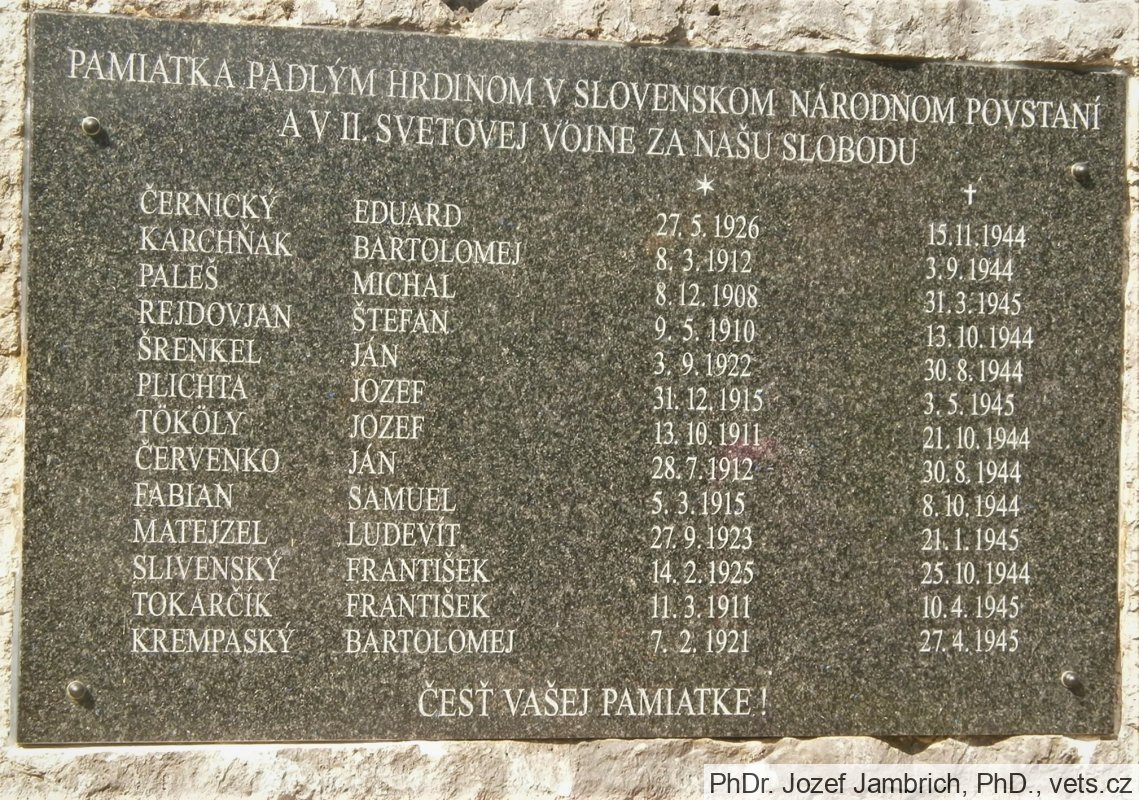 PAMIATKA PADLÝM HRDINOM V SLOVENSKOM NÁRODNOM POVSTANÍ
A V II. SVETOVEJ VOJNE ZA NAŠU SLOBODU
* †
ČERNICKÝ EDUARD 27. 5. 1926 15.11.1944
KARCHŇAK BARTOLOMEJ 8. 3. 1912 3. 9. 1944
PALEŠ MICHAL 8. 12. 1908 31. 3. 1945
REJDOVJAN ŠTEFAN 9. 5. 1910 13. 10. 1944
ŠRENKEL JÁN 3. 9. 1922 30. 8. 1944
PLICHTA JOZEF 31. 12. 1915 3. 5. 1945
TÖKÖLY JOZEF 13. 10. 1911 21. 10. 1944
ČERVENKO JÁN 28. 7. 1912 30. 8. 1944
FABIAN SAMUEL 5. 3. 1915 8. 10. 1944
MATEJZEL LUDEVÍT 27. 9. 1923 21. 1. 1945
SLIVENSKÝ FRANTIŠEK 14. 2. 1925 25. 10. 1944
TOKÁRČÍK FRANTIŠEK 11. 3. 1911 10. 4. 1945
KREMPASKÝ BARTOLOMEJ 7. 2. 1921 27. 4. 1945
ČESŤ VAŠEJ PAMIATKE !
PhDr. Jozef Jambrich, PhD., vets.cz